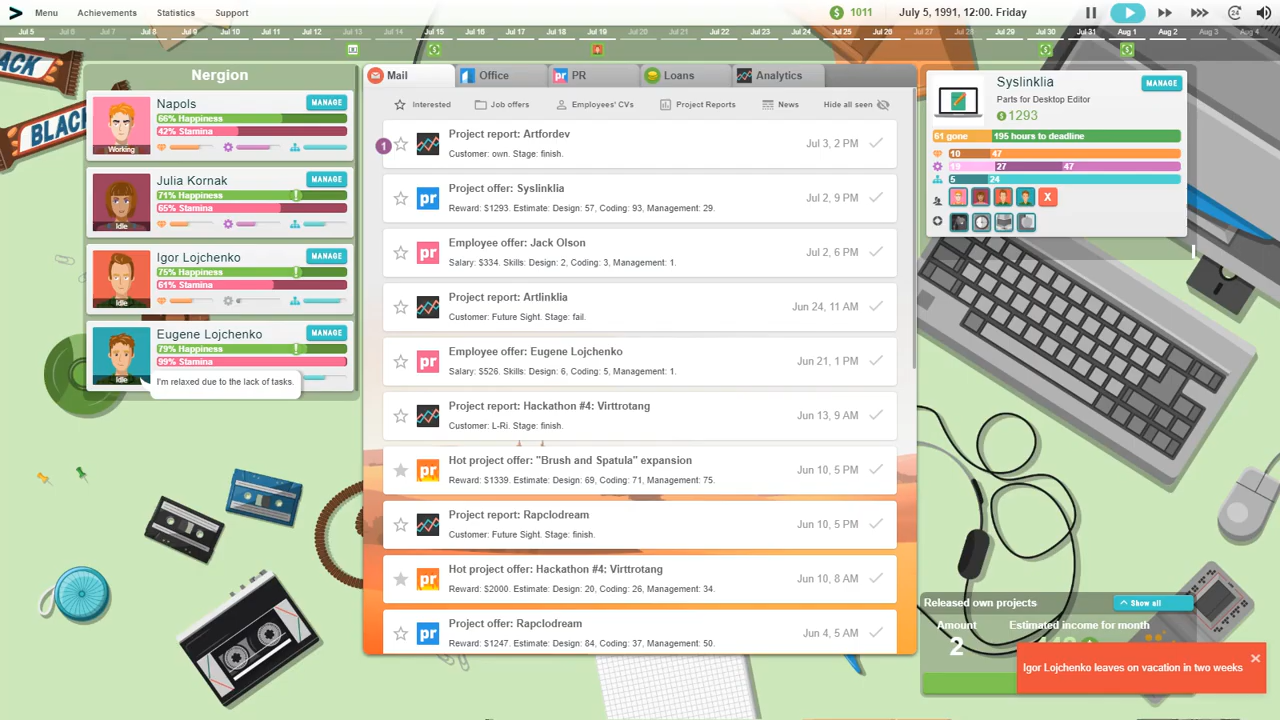 Menu Achievements Statistics Support
1011 July 5, 1991, 12:00. Friday 24
Jul 5 Jul 6 Jul 7 Jul 8 Jul 9 Jul 10 Jul 11 Jul 12 Jul 13 Jul 14 Jul 15 Jul 16 Jul 17 Jul 18 Jul 19 Jul 20 Jul 21 Jul 22 Jul 23 Jul 24 Jul 25 Jul 26 Jul 27 Jul 28 Jul 29 Jul 30 Jul 31 Aug 1 Aug 2 Aug 3 Aug 4
BLACK
Nergion
Napols MANAGE
66% Happiness
42% Stamina
Working
Julia Kornak MANAGE
71% Happiness
65% Stamina
Idle
Igor Lojchenko MANAGE
75% Happiness
61% Stamina
Idle
Eugene Lojchenko MANAGE
79% Happiness
99% Stamina
Idle
I'm relaxed due to the lack of tasks.
Mail Office PR Loans Analytics
Interested Job offers Employees' CVs Project Reports News Hide all seen
1
Project report: Artfordev
Customer: own. Stage: finish.
Jul 3, 2 PM
Project offer: Syslinklia
Reward: $1293. Estimate: Design: 57, Coding: 93, Management: 29.
Jul 2, 9 PM
Employee offer: Jack Olson
Salary: $334. Skills: Design: 2, Coding: 3, Management: 1.
Jul 2, 6 PM
Project report: Artlinklia
Customer: Future Sight. Stage: fail.
Jun 24, 11 AM
Employee offer: Eugene Lojchenko
Salary: $526. Skills: Design: 6, Coding: 5, Management: 1.
Jun 21, 1 PM
Project report: Hackathon #4: Virttrotang
Customer: L-Ri. Stage: finish.
Jun 13, 9 AM
Hot project offer: "Brush and Spatula" expansion
Reward: $1339. Estimate: Design: 69, Coding: 71, Management: 75.
Jun 10, 5 PM
Project report: Rapclodream
Customer: Future Sight. Stage: finish.
Jun 10, 5 PM
Hot project offer: Hackathon #4: Virttrotang
Reward: $2000. Estimate: Design: 20, Coding: 26, Management: 34.
Jun 10, 8 AM
Project offer: Rapclodream
Reward: $1247. Estimate: Design: 84, Coding: 37, Management: 50.
Jun 4, 5 AM
pr
pr
pr
pr
pr
pr
Syslinklia MANAGE
Parts for Desktop Editor
1293
61 gone 195 hours to deadline
10 47
27 47
5 24
X
Released own projects Show all
Amount Estimated income for month
2
Igor Lojchenko leaves on vacation in two weeks